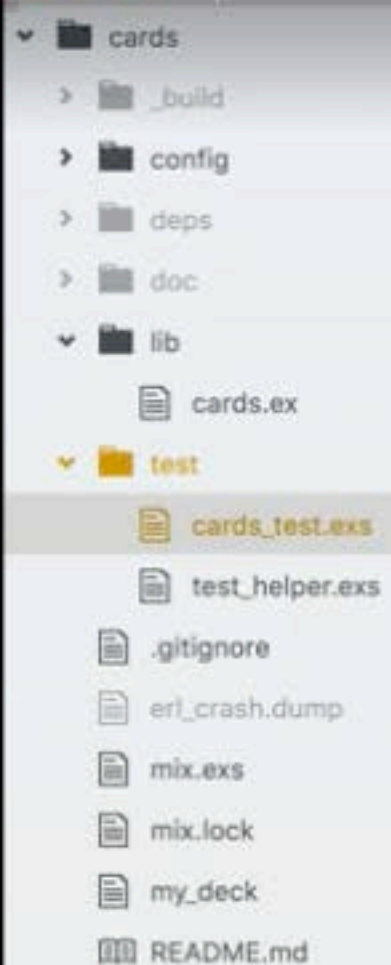 cards
_build
config
deps
doc
lib
cards.ex
test
cards_test.exs
test_helper.exs
.gitignore
erl_crash.dump
mix.exs
mix.lock
my_deck
README.md